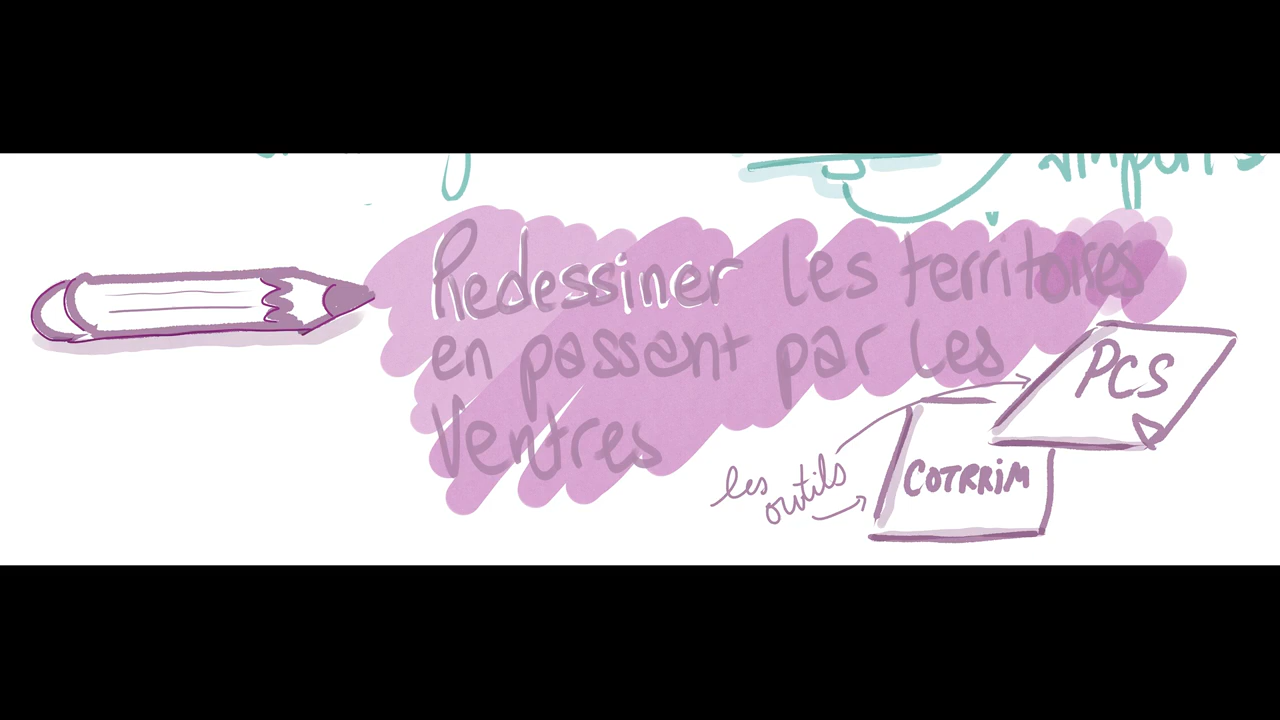 Redessiner les territoires
en passant par les
Ventres
PCS
les outils
COTRRIM